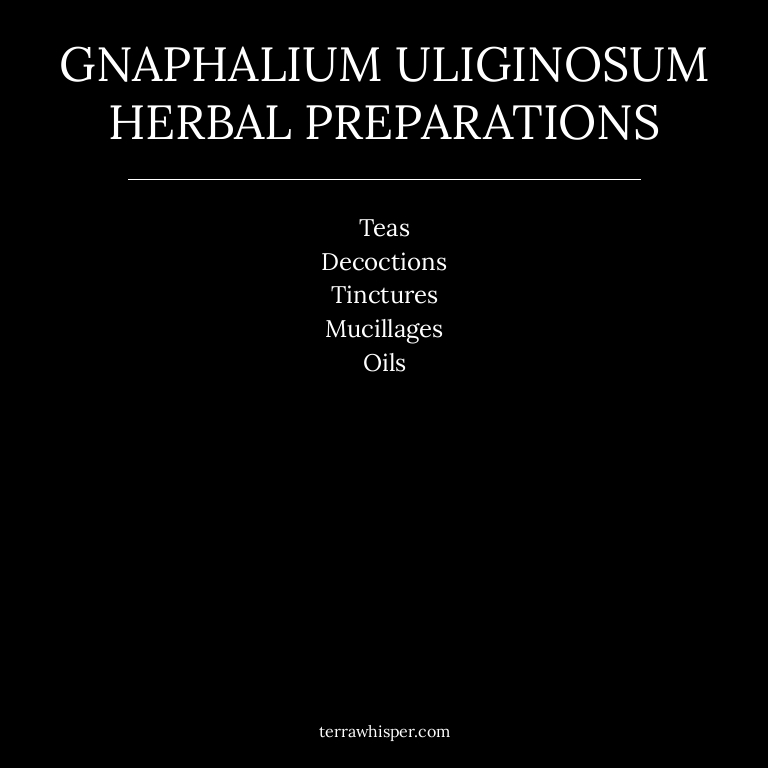 GNAPHALIUM ULIGINOSUM
HERBAL PREPARATIONS
Teas
Decoctions
Tinctures
Mucillages
Oils
terrawhisper.com